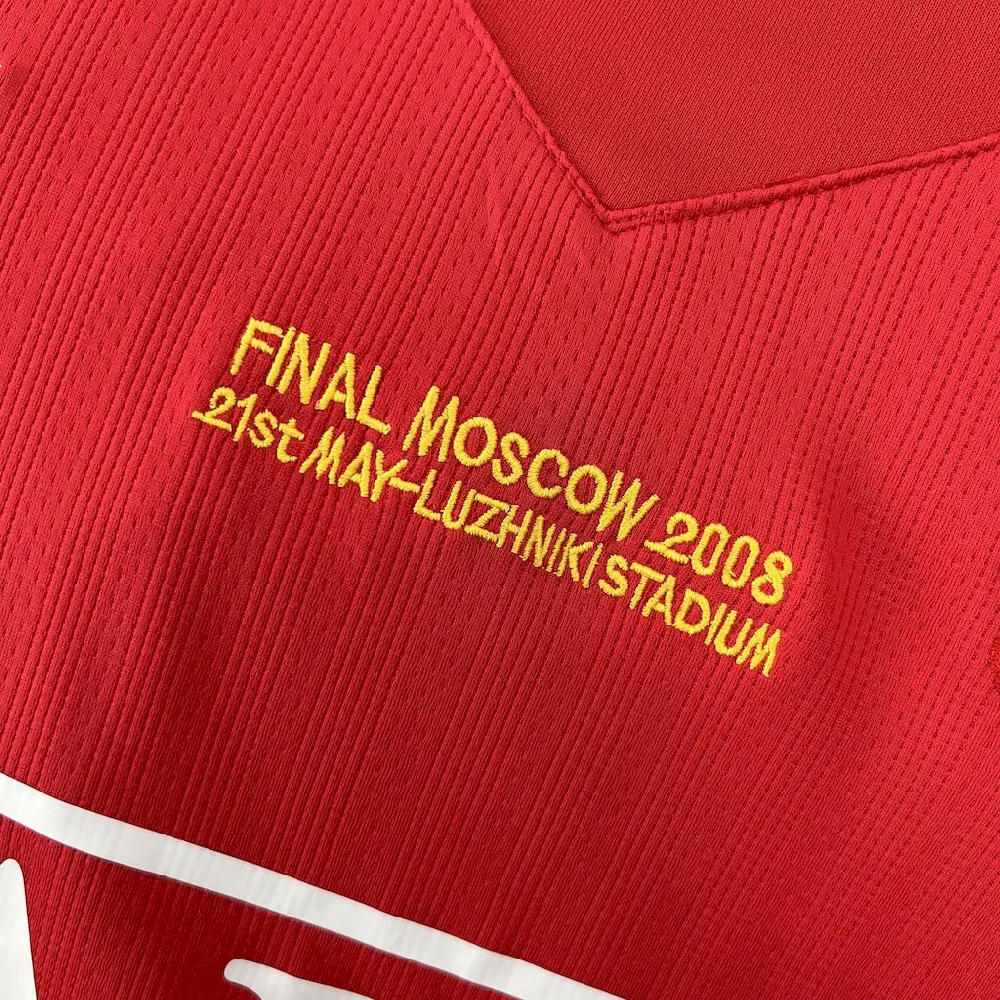 FINAL MOSCOW 2008
21st MAY-LUZHNIKI STADIUM